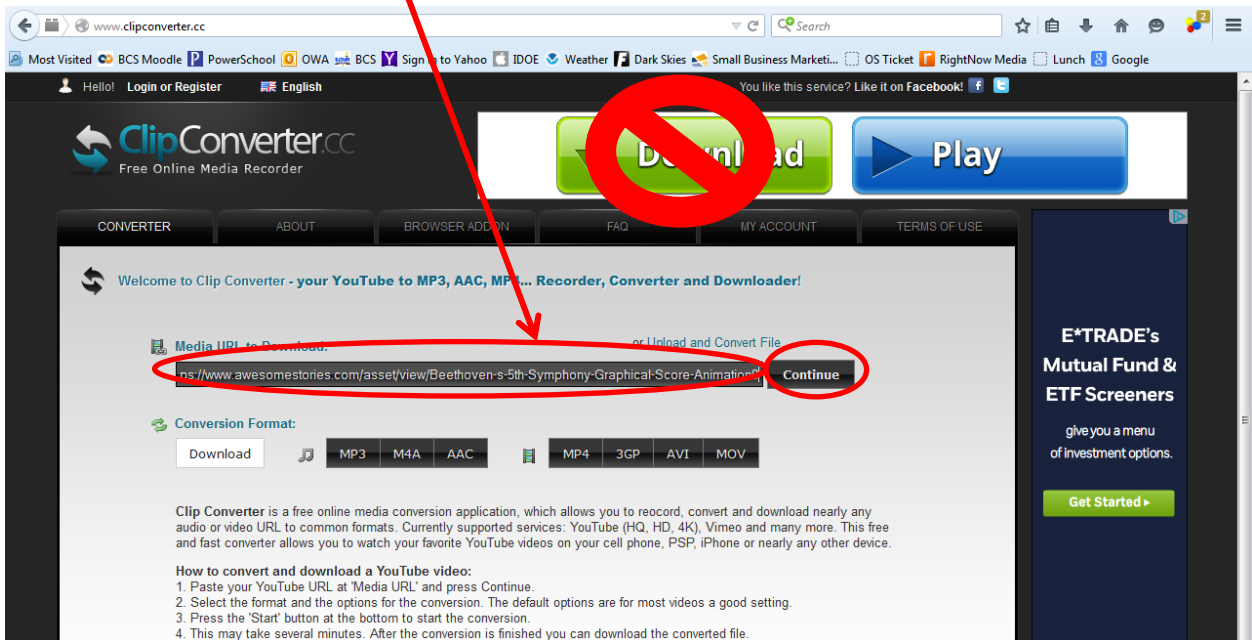 www.clipconverter.cc
Search
2
Most Visited BCS Moodle PowerSchool OWA BCS Sign in to Yahoo IDOE Weather Dark Skies Small Business Marketi... OS Ticket RightNow Media Lunch Google
Hello! Login or Register English You like this service? Like it on Facebook!
ClipConverter.cc
Free Online Media Recorder
Download Play
CONVERTER ABOUT BROWSER ADDON FAQ MY ACCOUNT TERMS OF USE
Welcome to Clip Converter - your YouTube to MP3, AAC, MP4... Recorder, Converter and Downloader!
Media URL to Download: or Upload and Convert File
ps://www.awesomestories.com/asset/view/Beethoven-s-5th-Symphony-Graphical-Score-Animation Continue
Conversion Format:
Download MP3 M4A AAC MP4 3GP AVI MOV
Clip Converter is a free online media conversion application, which allows you to reocord, convert and download nearly any
audio or video URL to common formats. Currently supported services: YouTube (HQ, HD, 4K), Vimeo and many more. This free
and fast converter allows you to watch your favorite YouTube videos on your cell phone, PSP, iPhone or nearly any other device.
How to convert and download a YouTube video:
1. Paste your YouTube URL at 'Media URL' and press Continue.
2. Select the format and the options for the conversion. The default options are for most videos a good setting.
3. Press the 'Start' button at the bottom to start the conversion.
4. This may take several minutes. After the conversion is finished you can download the converted file.
E*TRADE's
Mutual Fund &
ETF Screeners
give you a menu
of investment options.
Get Started